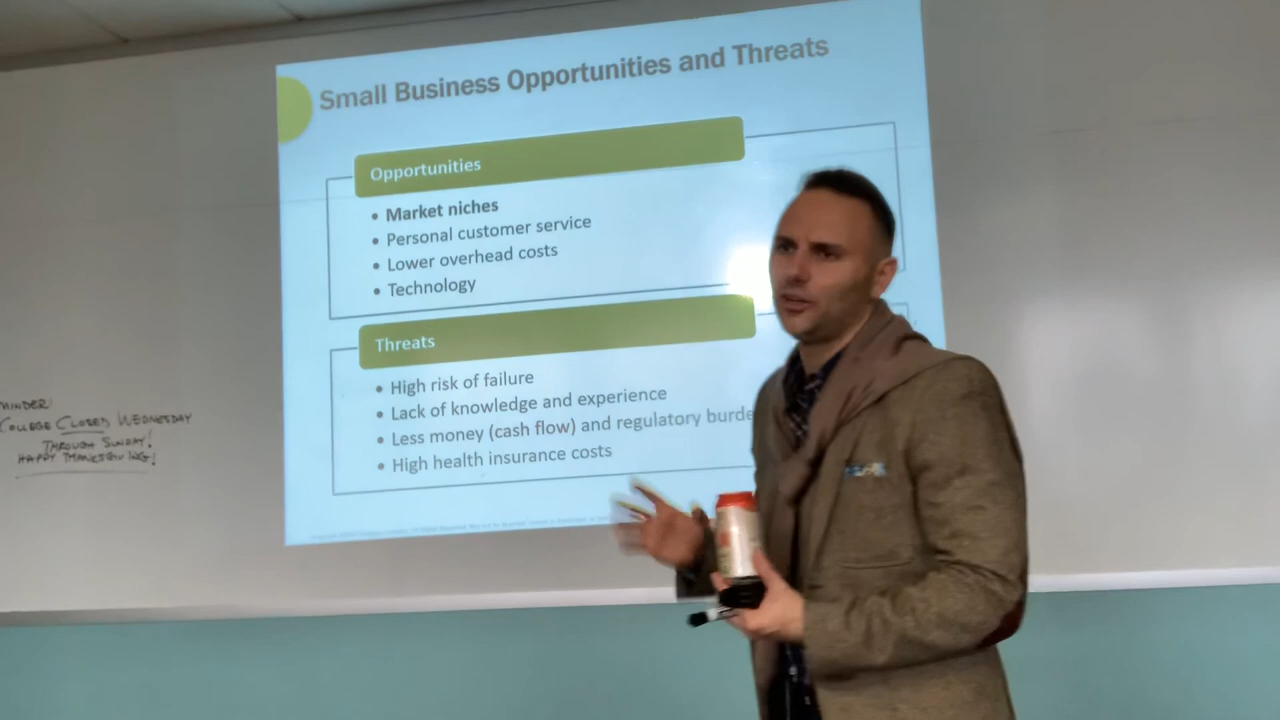 Small Business Opportunities and Threats
Opportunities
• Market niches
• Personal customer service
• Lower overhead costs
• Technology
Threats
• High risk of failure
• Lack of knowledge and experience
• Less money (cash flow) and regulatory burde
• High health insurance costs
MINDER!
COLLEGE CLOSED WEDNESDAY
THROUGH SUNDAY!
HAPPY THANKSGIVING!